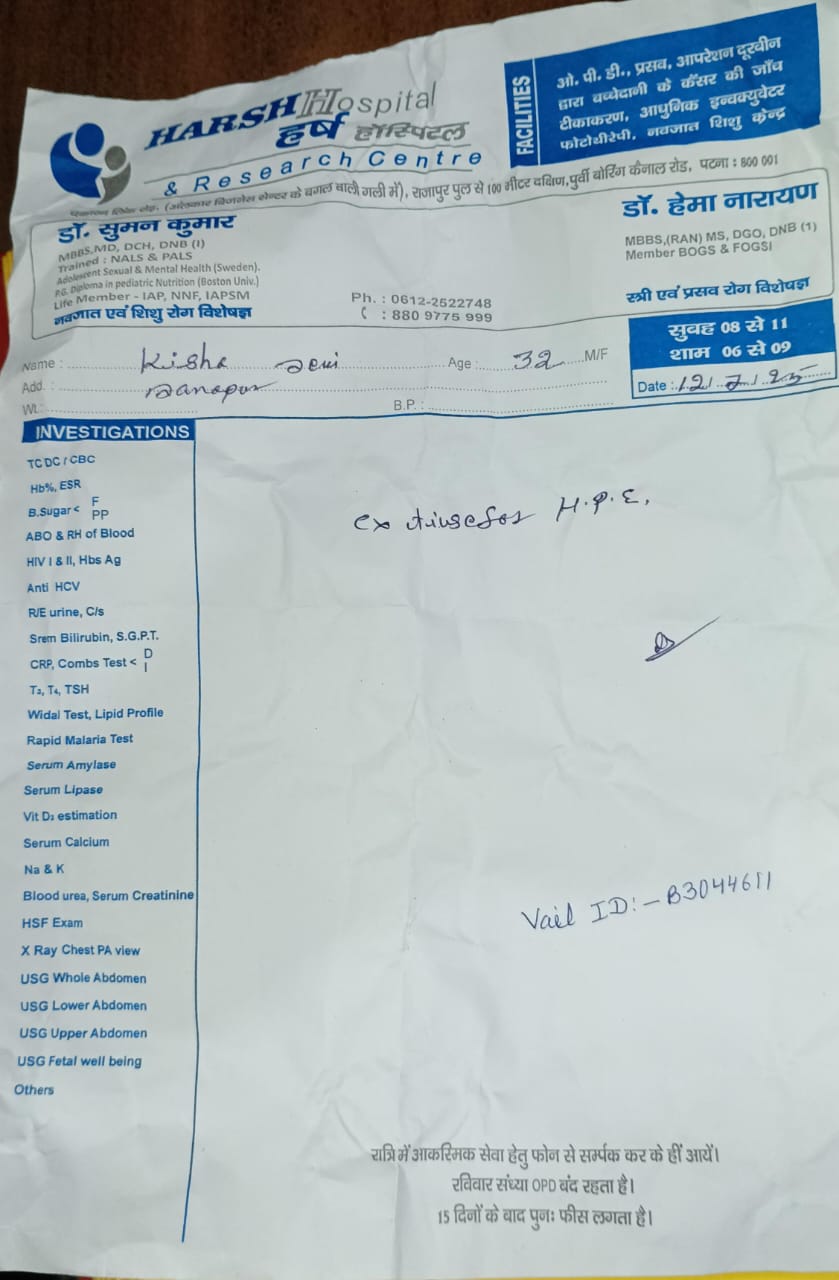 HARSH Hospital
हर्ष हॉस्पिटल
& Research Centre
FACILITIES
ओ. पी. डी., प्रसव, आपरेशन दूरबीन
द्वारा बच्चेदानी के कैंसर की जाँच
टीकाकरण, आधुनिक इन्क्युवेटर
फोटोथीरैपी, नवजात शिशु केन्द्र
(अलंकार बिजनेस सेन्टर के बगल वाली गली में), राजापुर पुल से 100 मीटर दक्षिण,पुर्वी बोरिंग कैनाल रोड, पटना : 800 001
डॉ. सुमन कुमार
MBBS,MD, DCH, DNB (I)
Trained : NALS & PALS
Adolescent Sexual & Mental Health (Sweden).
P.G. Diploma in pediatric Nutrition (Boston Univ.)
Life Member - IAP, NNF, IAPSM
नवजात एवं शिशु रोग विशेषज्ञ
Ph. : 0612-2522748
: 880 9775 999
डॉ. हेमा नारायण
MBBS,(RAN) MS, DGO, DNB (1)
Member BOGS & FOGSI
स्त्री एवं प्रसव रोग विशेषज्ञ
सुवह 08 से 11
शाम 06 से 09
Name : Kisha Devi Age : 32 M/F
Add. : Danapur
Date : 12/7/25
Wt. : B.P. :
INVESTIGATIONS
TC DC / CBC
Hb%, ESR
B.Sugar < F PP
ABO & RH of Blood
HIV I & II, Hbs Ag
Anti HCV
R/E urine, C/s
Srem Bilirubin, S.G.P.T.
CRP, Combs Test < D I
T₃, T₄, TSH
Widal Test, Lipid Profile
Rapid Malaria Test
Serum Amylase
Serum Lipase
Vit D₃ estimation
Serum Calcium
Na & K
Blood urea, Serum Creatinine
HSF Exam
X Ray Chest PA view
USG Whole Abdomen
USG Lower Abdomen
USG Upper Abdomen
USG Fetal well being
Others
H.P.E.
Vail ID:- B3044611
रात्रि में आकस्मिक सेवा हेतु फोन से सर्म्पक कर के हीं आयें।
रविवार संध्या OPD बंद रहता है।
15 दिनों के बाद पुनः फीस लगता है।